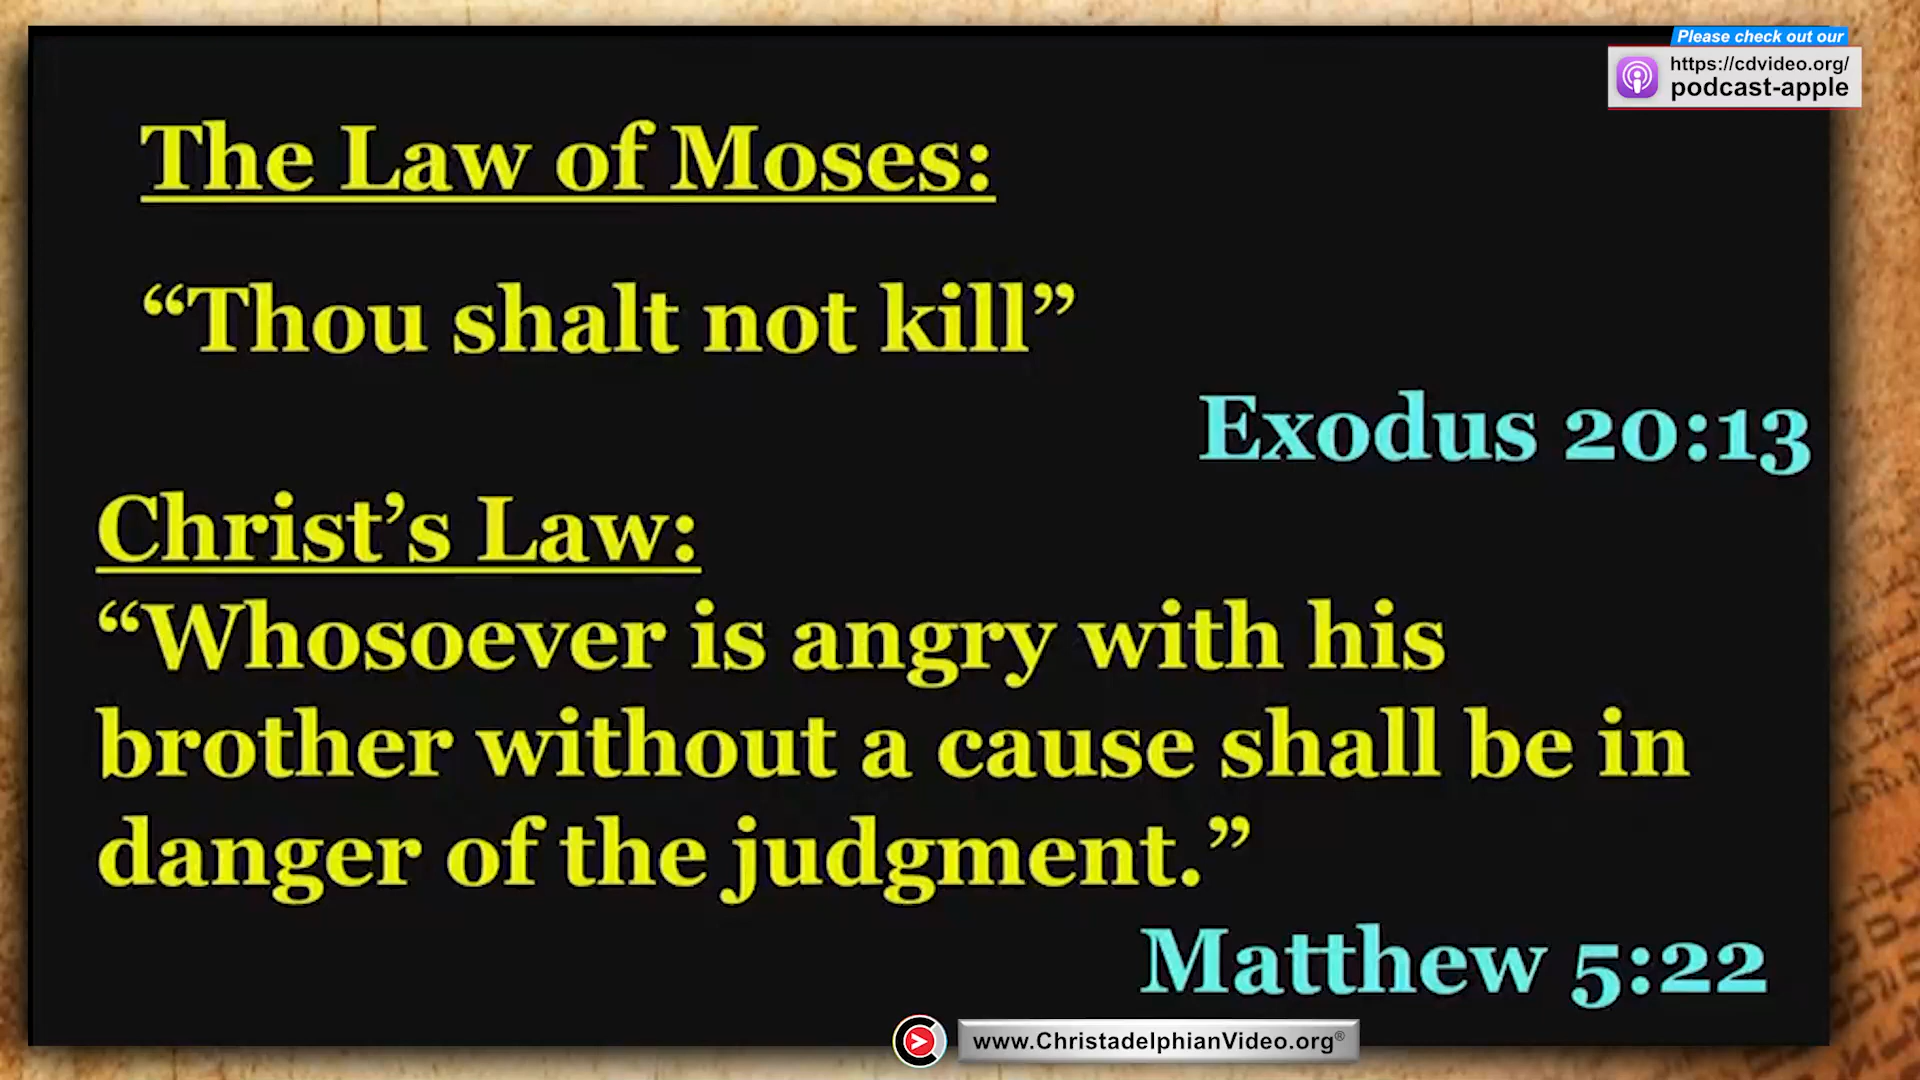 Please check out our
https://cdvideo.org/
podcast-apple
The Law of Moses:
“Thou shalt not kill”
Exodus 20:13
Christ’s Law:
“Whosoever is angry with his
brother without a cause shall be in
danger of the judgment.”
Matthew 5:22
www.ChristadelphianVideo.org®